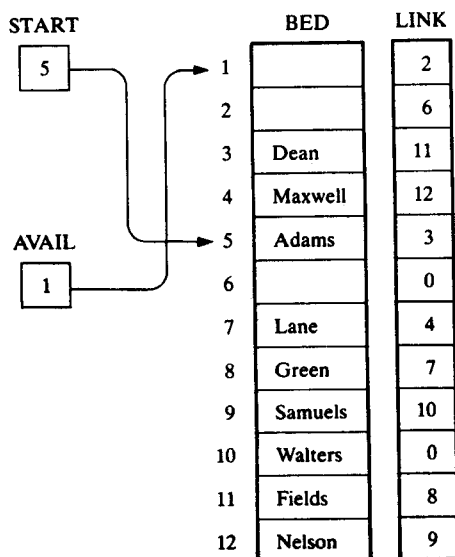 START BED LINK
5 1 2
2 6
3 Dean 11
4 Maxwell 12
AVAIL 5 Adams 3
1 6 0
7 Lane 4
8 Green 7
9 Samuels 10
10 Walters 0
11 Fields 8
12 Nelson 9